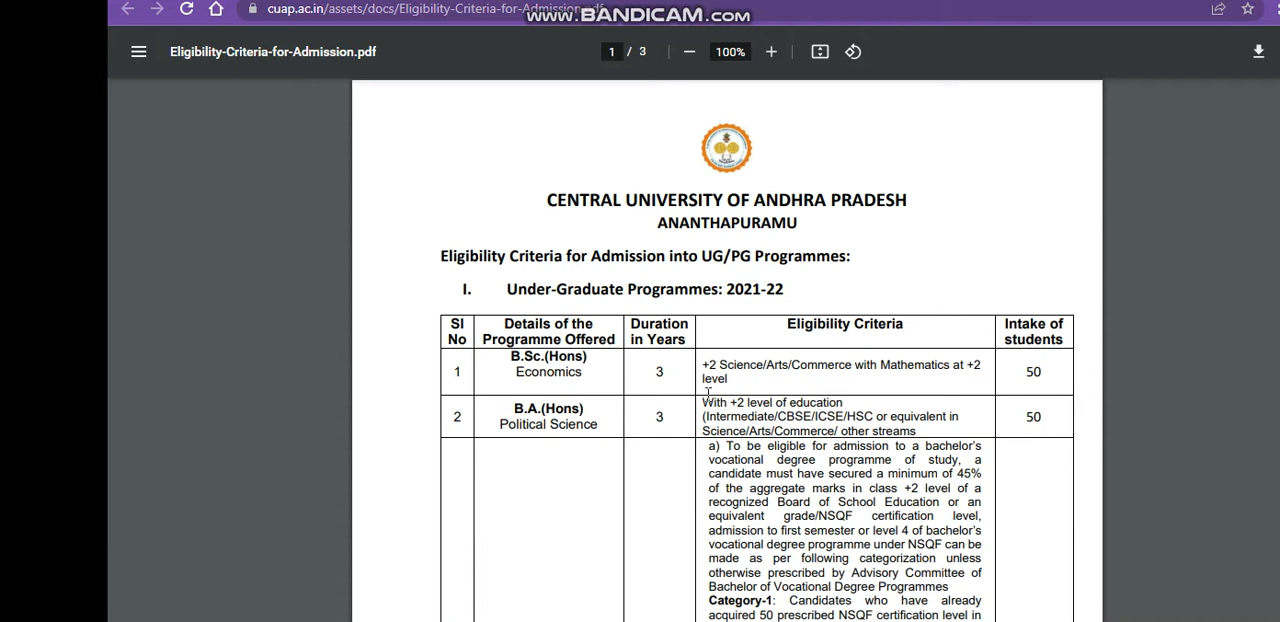 cuap.ac.in/assets/docs/Eligibility-Criteria-for-Admission.pdf
www.BANDICAM.com
Eligibility-Criteria-for-Admission.pdf
1 / 3
100%
CENTRAL UNIVERSITY OF ANDHRA PRADESH
ANANTHAPURAMU
Eligibility Criteria for Admission into UG/PG Programmes:
I. Under-Graduate Programmes: 2021-22
Sl No
Details of the Programme Offered
Duration in Years
Eligibility Criteria
Intake of students
1
B.Sc.(Hons)
Economics
3
+2 Science/Arts/Commerce with Mathematics at +2
level
50
2
B.A.(Hons)
Political Science
3
With +2 level of education
(Intermediate/CBSE/ICSE/HSC or equivalent in
Science/Arts/Commerce/ other streams
50
a) To be eligible for admission to a bachelor's
vocational degree programme of study, a
candidate must have secured a minimum of 45%
of the aggregate marks in class +2 level of a
recognized Board of School Education or an
equivalent grade/NSQF certification level,
admission to first semester or level 4 of bachelor's
vocational degree programme under NSQF can be
made as per following categorization unless
otherwise prescribed by Advisory Committee of
Bachelor of Vocational Degree Programmes
Category-1: Candidates who have already
acquired 50 prescribed NSQF certification level in